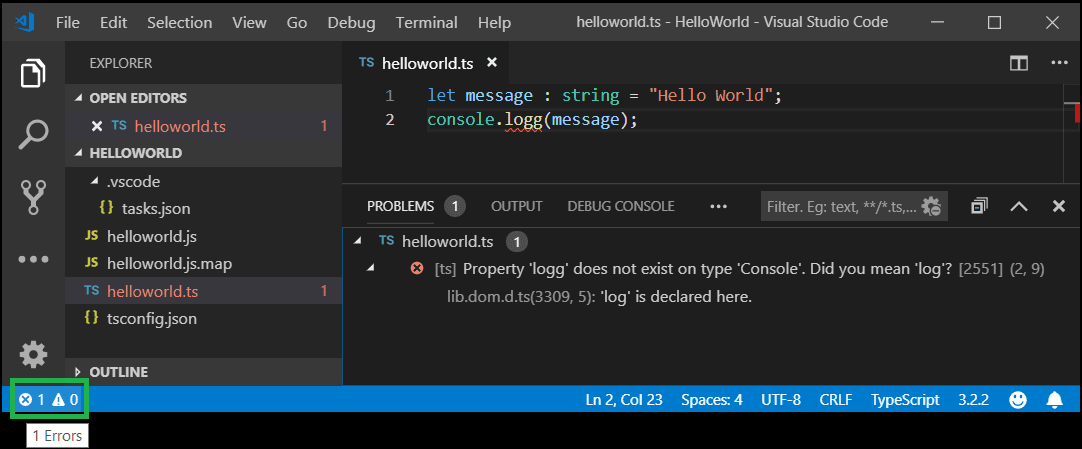 File Edit View Go Debug Terminal Help helloworld.ts - HelloWorld - Visual Studio Code
EXPLORER
OPEN EDITORS
TS helloworld.ts 1
HELLOWORLD
.vscode
{} tasks.json
JS helloworld.js
JS helloworld.js.map
TS helloworld.ts 1
{} tsconfig.json
OUTLINE
TS helloworld.ts
1 let message : string = "Hello World";
2 console.logg(message);
PROBLEMS 1 OUTPUT DEBUG CONSOLE ••• Filter. Eg: text, **/*.ts,...
TS helloworld.ts 1
[ts] Property 'logg' does not exist on type 'Console'. Did you mean 'log'? [2551] (2, 9)
lib.dom.d.ts(3309, 5): 'log' is declared here.
1 0 Ln 2, Col 23 Spaces: 4 UTF-8 CRLF TypeScript 3.2.2
1 Errors